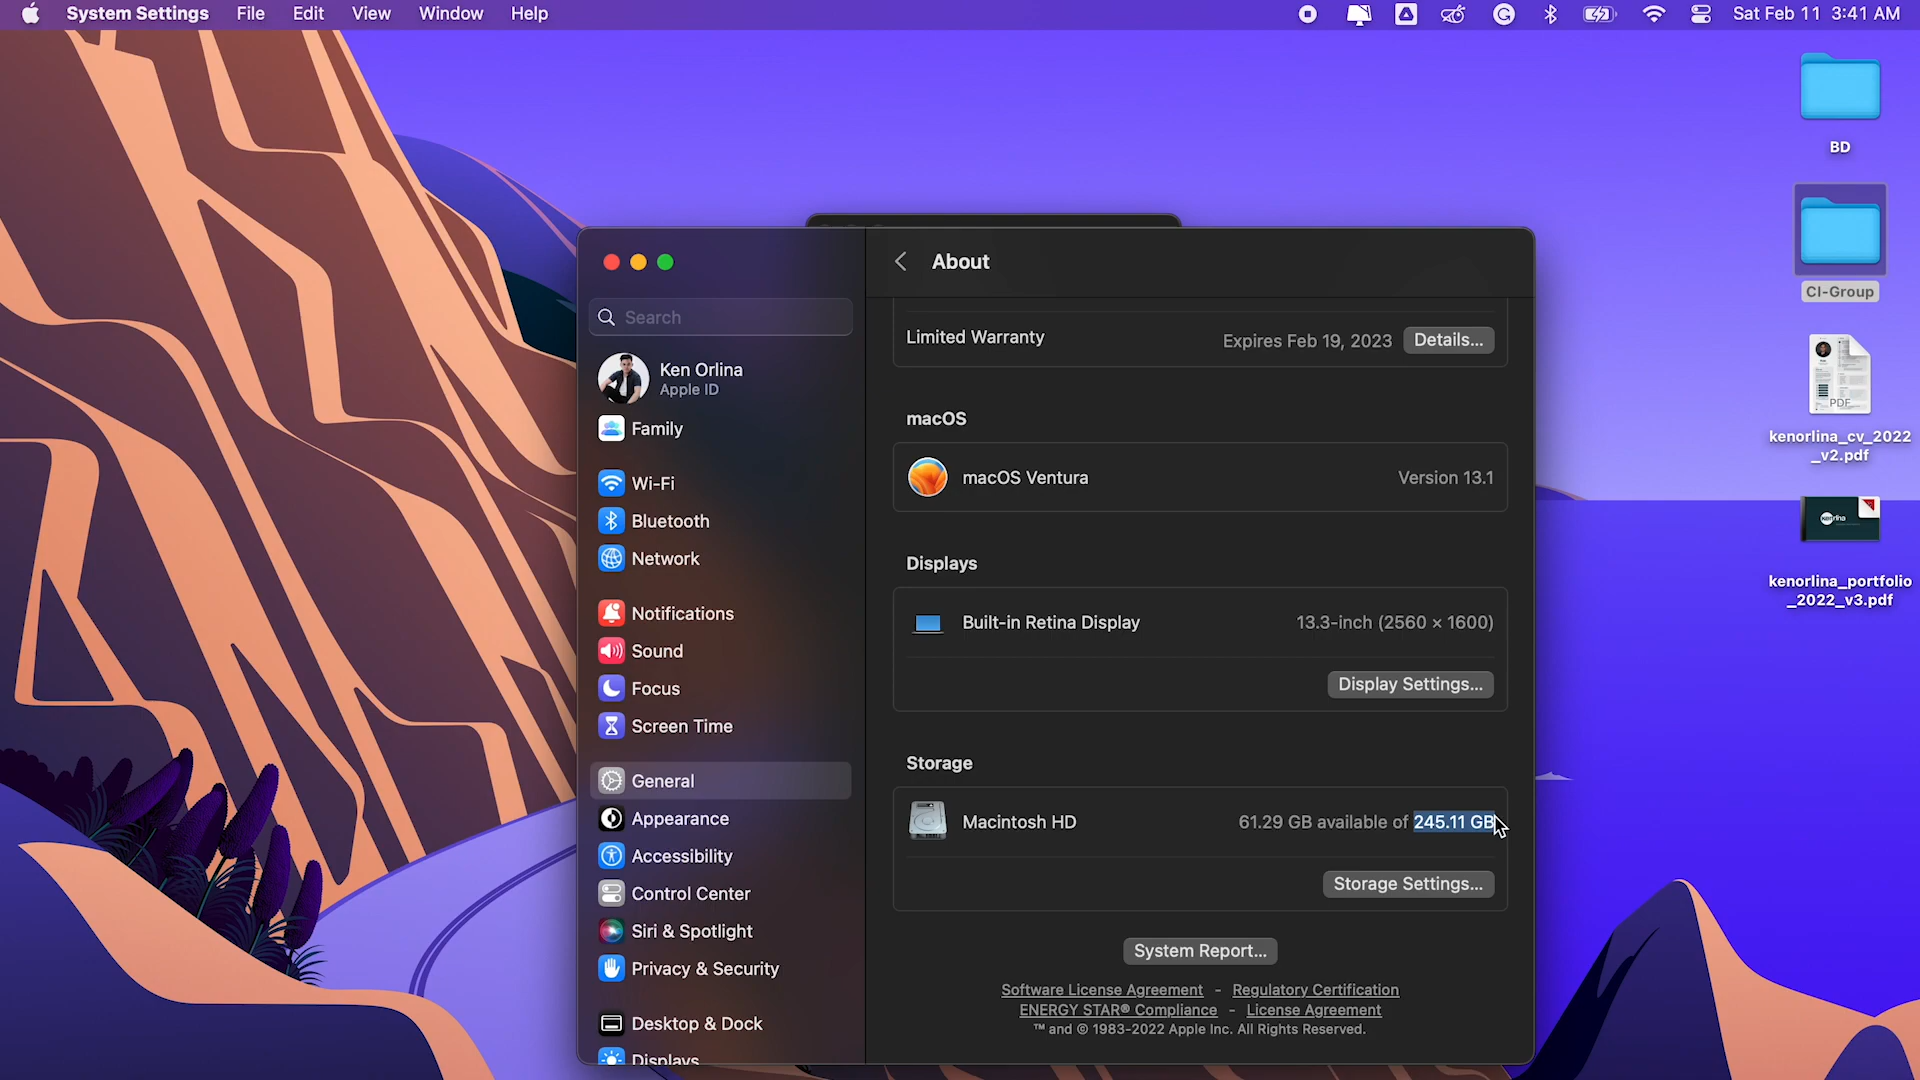 System Settings File Edit View Window Help Sat Feb 11 3:41 AM
BD
CI-Group
PDF
kenorlina_cv_2022
_v2.pdf
kenorlina_portfolio
_2022_v3.pdf
Search
Ken Orlina
Apple ID
Family
Wi-Fi
Bluetooth
Network
Notifications
Sound
Focus
Screen Time
General
Appearance
Accessibility
Control Center
Siri & Spotlight
Privacy & Security
Desktop & Dock
Displays
About
Limited Warranty Expires Feb 19, 2023 Details...
macOS
macOS Ventura Version 13.1
Displays
Built-in Retina Display 13.3-inch (2560 × 1600)
Display Settings...
Storage
Macintosh HD 61.29 GB available of 245.11 GB
Storage Settings...
System Report...
Software License Agreement - Regulatory Certification
ENERGY STAR® Compliance - License Agreement
™ and © 1983-2022 Apple Inc. All Rights Reserved.